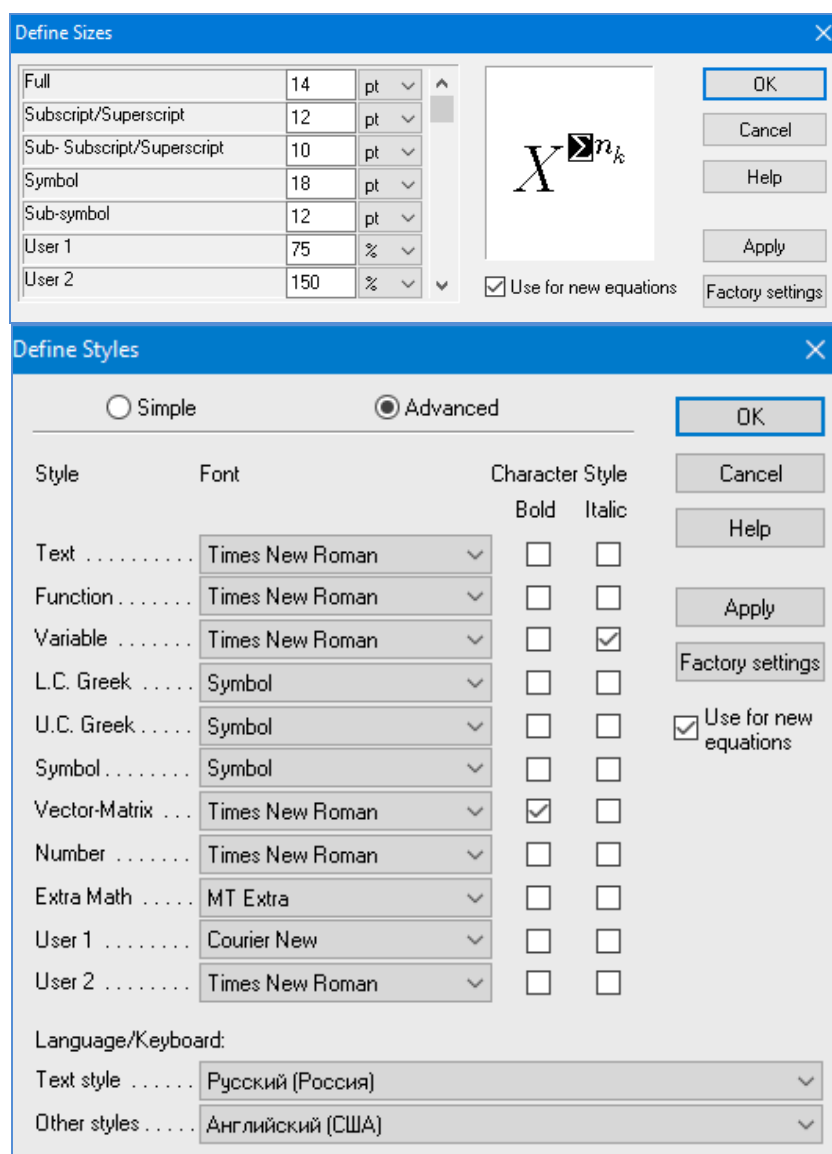 Define Sizes
Full 14 pt
Subscript/Superscript 12 pt
Sub- Subscript/Superscript 10 pt
Symbol 18 pt
Sub-symbol 12 pt
User 1 75 %
User 2 150 %
X Σ n k
Use for new equations
OK
Cancel
Help
Apply
Factory settings
Define Styles
Simple Advanced
Style Font Character Style
Bold Italic
Text .......... Times New Roman
Function ....... Times New Roman
Variable ....... Times New Roman
L.C. Greek ..... Symbol
U.C. Greek ..... Symbol
Symbol ........ Symbol
Vector-Matrix ... Times New Roman
Number ....... Times New Roman
Extra Math ..... MT Extra
User 1 ........ Courier New
User 2 ........ Times New Roman
OK
Cancel
Help
Apply
Factory settings
Use for new
equations
Language/Keyboard:
Text style ...... Русский (Россия)
Other styles ..... Английский (США)